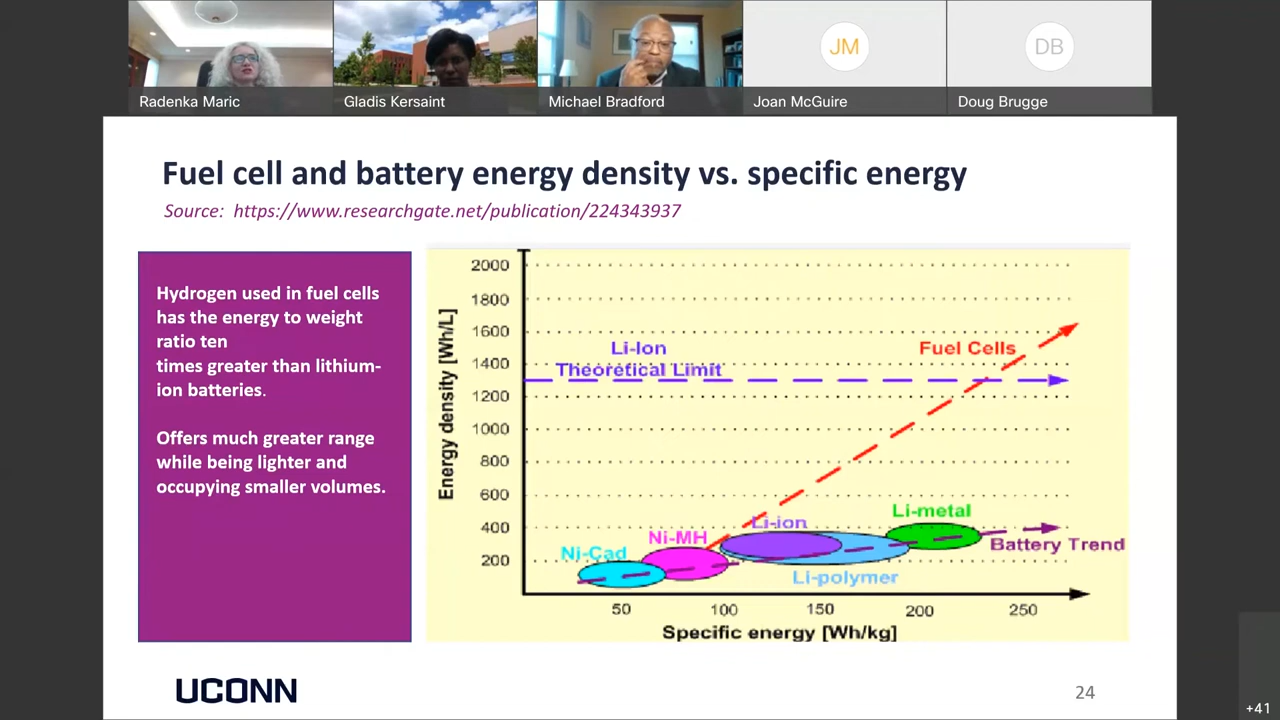 Radenka Maric
Gladis Kersaint
Michael Bradford
JM
Joan McGuire
DB
Doug Brugge
Fuel cell and battery energy density vs. specific energy
Source: https://www.researchgate.net/publication/224343937
Hydrogen used in fuel cells
has the energy to weight
ratio ten
times greater than lithium-
ion batteries.
Offers much greater range
while being lighter and
occupying smaller volumes.
Energy density [Wh/L]
2000
1800
1600
1400
1200
1000
800
600
400
200
Li-Ion
Theoretical Limit
Fuel Cells
Li-metal
Li-ion
Ni-MH
Ni-Cad
Battery Trend
Li-polymer
50
100
150
200
250
Specific energy [Wh/kg]
UCONN
24
+41